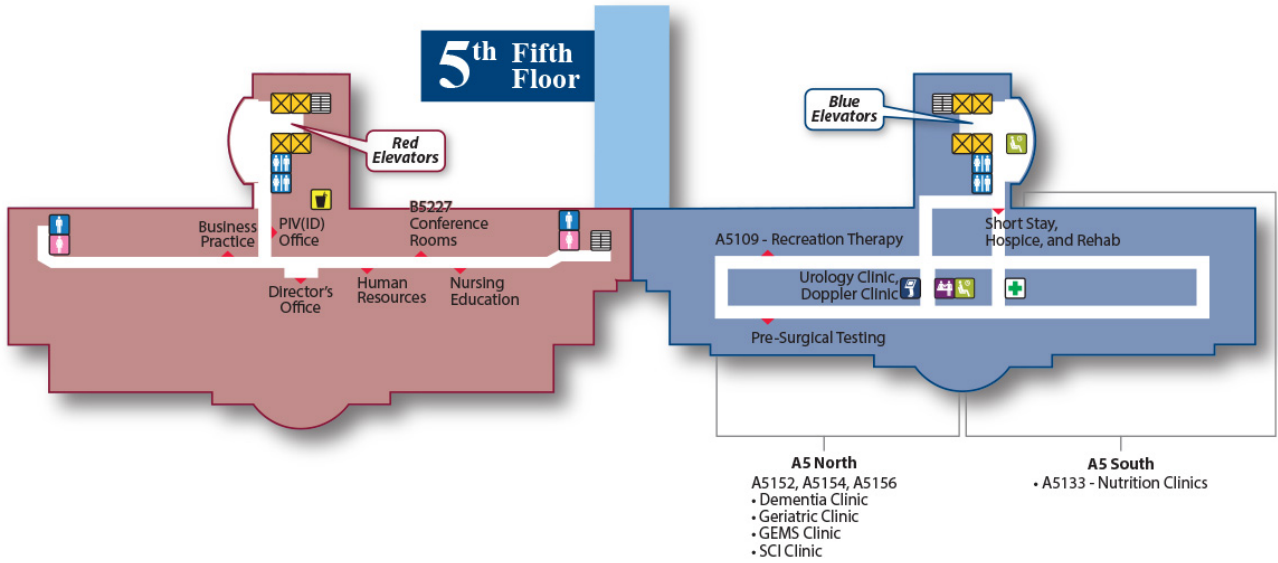 5th Fifth
Floor
Red
Elevators
Blue
Elevators
Business
Practice
PIV(ID)
Office
B5227
Conference
Rooms
Director's
Office
Human
Resources
Nursing
Education
A5109 - Recreation Therapy
Short Stay,
Hospice, and Rehab
Urology Clinic,
Doppler Clinic
Pre-Surgical Testing
A5 North
A5152, A5154, A5156
• Dementia Clinic
• Geriatric Clinic
• GEMS Clinic
• SCI Clinic
A5 South
• A5133 - Nutrition Clinics